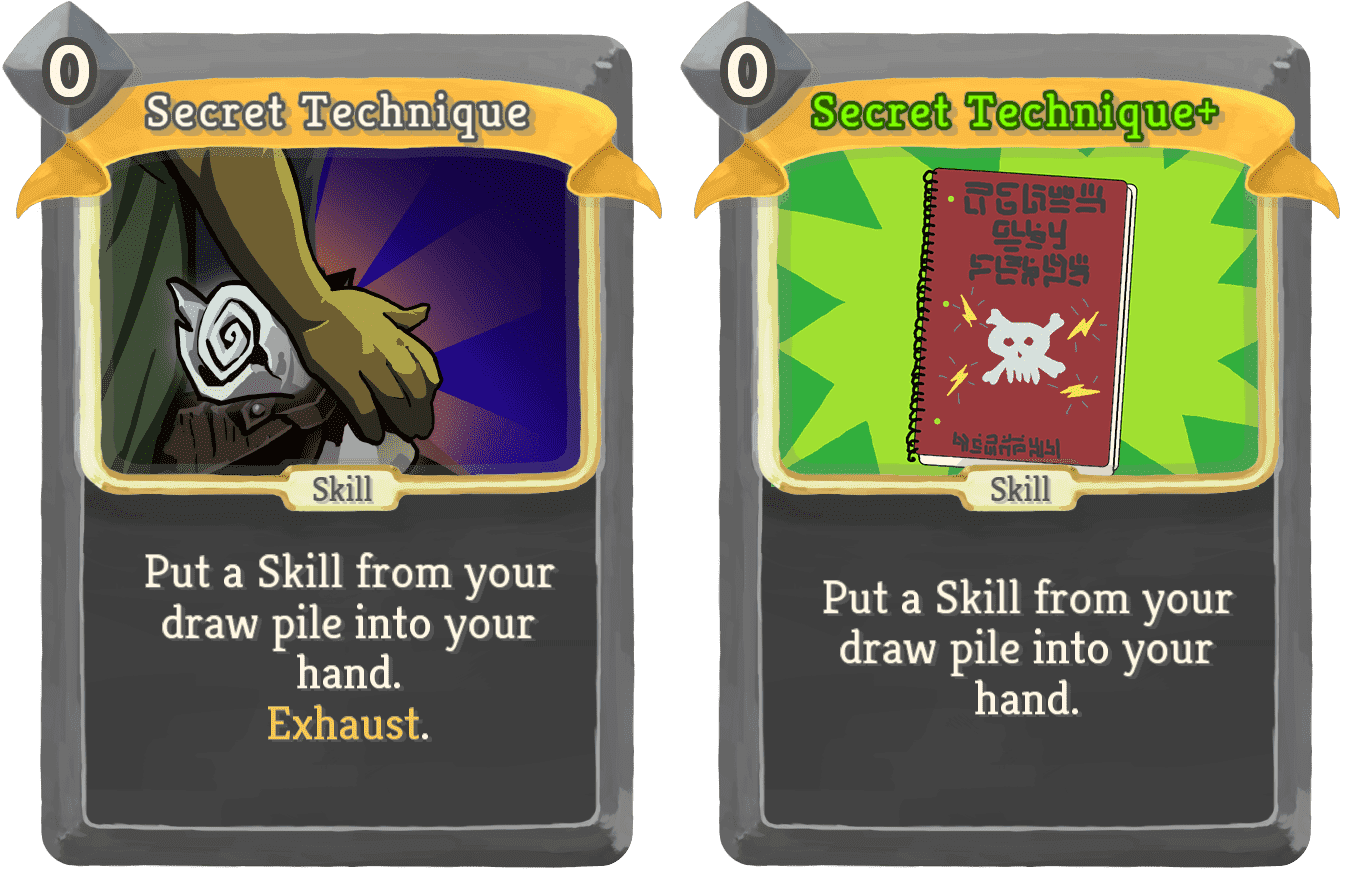 0
Secret Technique
Skill
Put a Skill from your
draw pile into your
hand.
Exhaust.
0
Secret Technique+
Skill
Put a Skill from your
draw pile into your
hand.